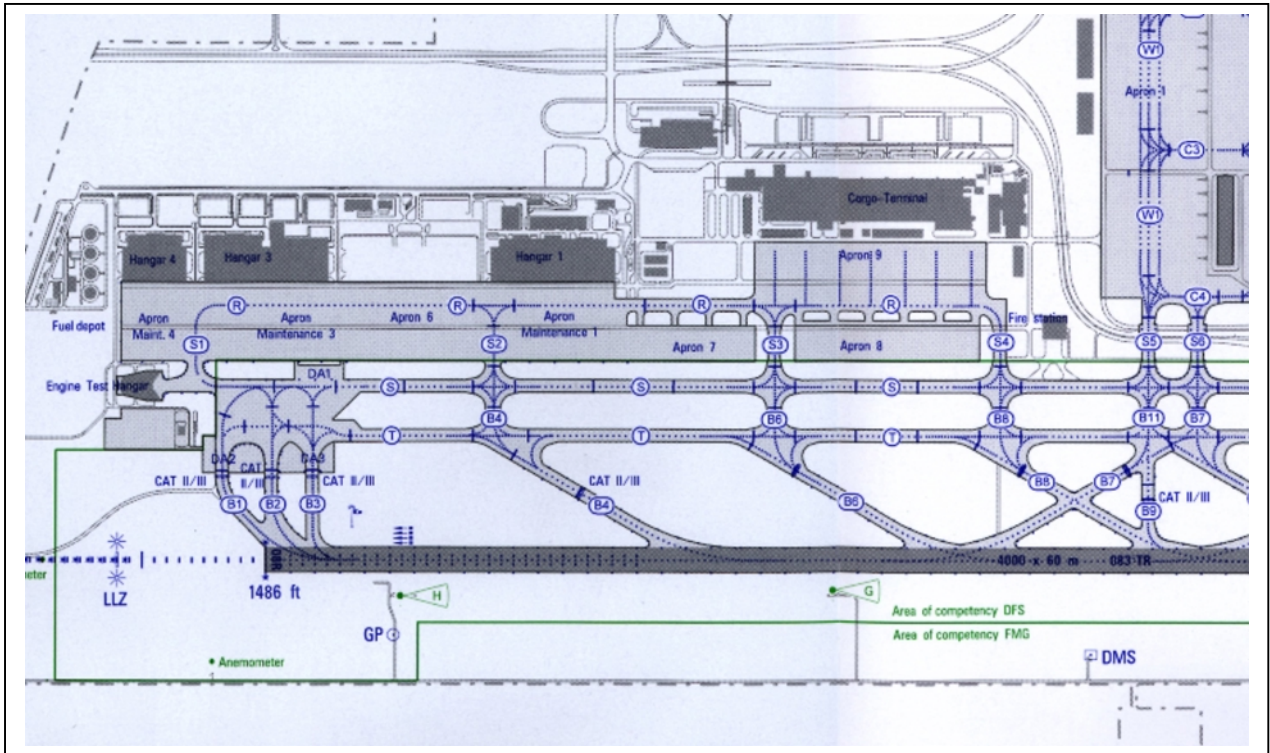 W1
Apron 1
C3
Cargo-Terminal
W1
Hangar 4
Hangar 3
Hangar 1
Apron 9
C4
R
R
R
R
Fuel depot
Apron
Maint. 4
Apron
Maintenance 3
Apron 6
Apron
Maintenance 1
Fire station
S1
S2
Apron 7
S3
Apron 8
S4
S5
S6
Engine Test Hangar
DA1
S
S
S
B4
B6
B8
B11
B7
T
T
T
DA2
CAT
II/III
DA3
CAT II/III
CAT II/III
CAT II/III
B8
B7
CAT II/III
B1
B2
B3
B4
B6
B9
08R
4000 x 60 m
083 TR
LLZ
1486 ft
H
G
Area of competency DFS
Area of competency FMG
GP
Anemometer
DMS